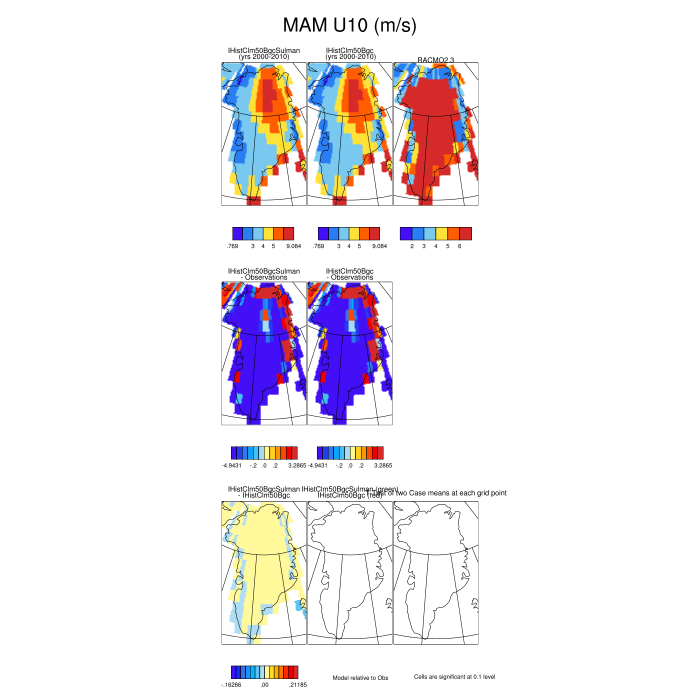 MAM U10 (m/s)
IHistClm50BgcSulman
(yrs 2000-2010)
IHistClm50Bgc
(yrs 2000-2010)
RACMO2.3
.769 3 4 5 9.084
.769 3 4 5 9.084
2 3 4 5 6
IHistClm50BgcSulman
- Observations
IHistClm50Bgc
- Observations
-4.9431 -.2 .0 .2 3.2865
-4.9431 -.2 .0 .2 3.2865
IHistClm50BgcSulman
- IHistClm50Bgc
IHistClm50BgcSulman (green)
IHistClm50Bgc (red)
of two Case means at each grid point
-.16266 .00 .21185
Model relative to Obs
Cells are significant at 0.1 level